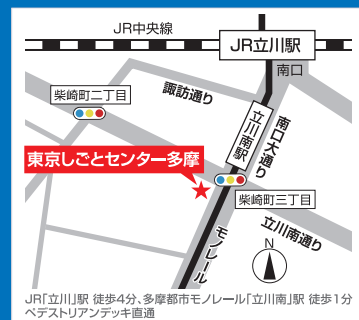 JR中央線
JR立川駅
南口
柴崎町二丁目
諏訪通り
立川南駅
南口大通り
東京しごとセンター多摩
柴崎町三丁目
立川南通り
モノレール
N
JR「立川」駅 徒歩4分、多摩都市モノレール「立川南」駅 徒歩1分
ペデストリアンデッキ直通